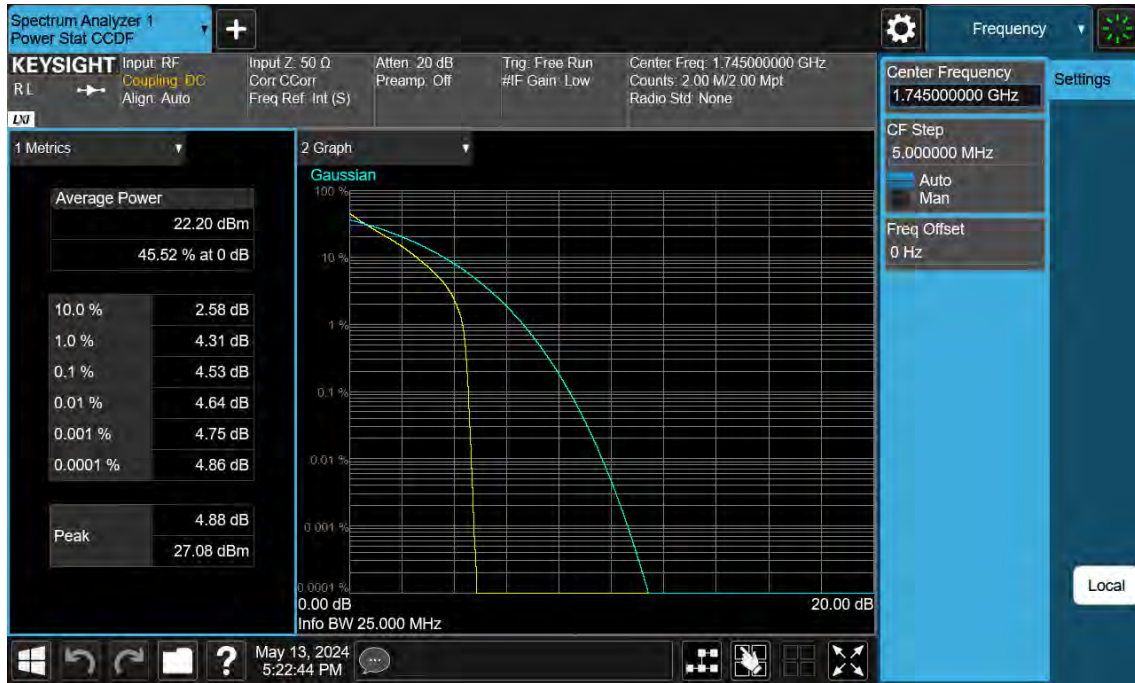 Spectrum Analyzer 1
Power Stat CCDF
+
Frequency
KEYSIGHT
R L
LXI
Input: RF
Coupling: DC
Align: Auto
Input Z: 50 Ω
Corr CCorr
Freq Ref: Int (S)
Atten: 20 dB
Preamp: Off
Trig: Free Run
#IF Gain: Low
Center Freq: 1.745000000 GHz
Counts: 2.00 M/2.00 Mpt
Radio Std: None
Center Frequency
1.745000000 GHz
Settings
CF Step
5.000000 MHz
Auto
Man
Freq Offset
0 Hz
Local
1 Metrics
Average Power
22.20 dBm
45.52 % at 0 dB
10.0 % 2.58 dB
1.0 % 4.31 dB
0.1 % 4.53 dB
0.01 % 4.64 dB
0.001 % 4.75 dB
0.0001 % 4.86 dB
Peak
4.88 dB
27.08 dBm
2 Graph
Gaussian
100 %
10 %
1 %
0.1 %
0.01 %
0.001 %
0.0001 %
0.00 dB 20.00 dB
Info BW 25.000 MHz
?
May 13, 2024
5:22:44 PM